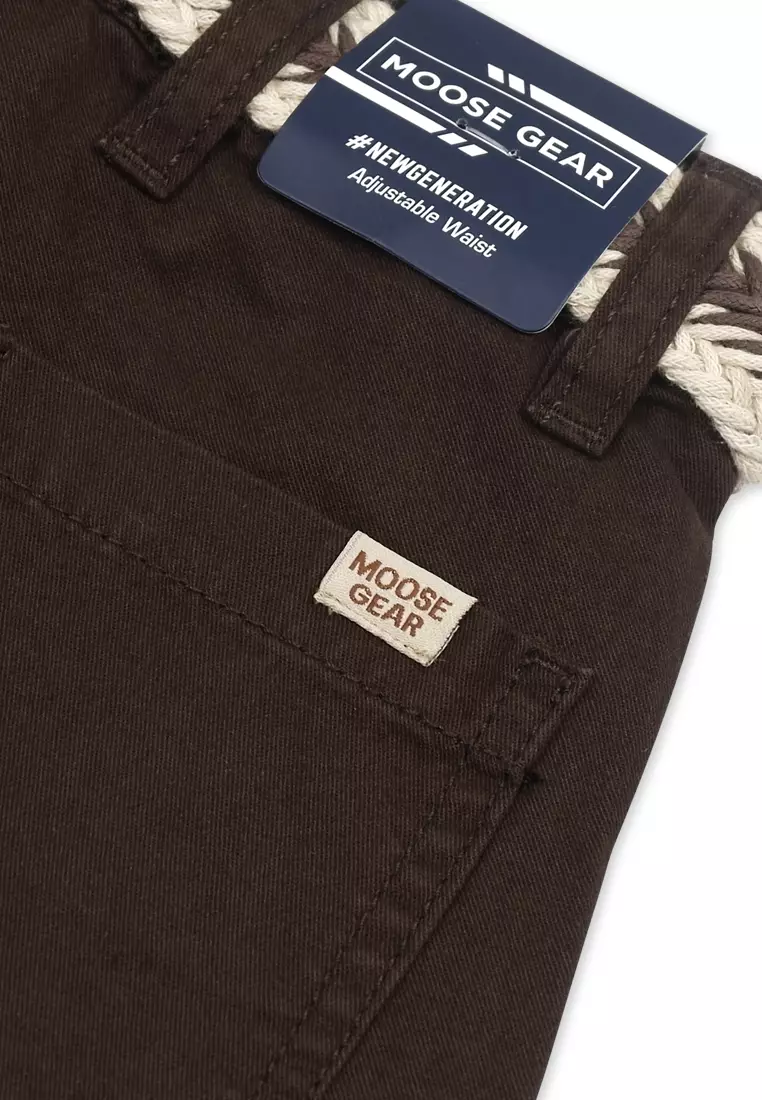 MOOSE GEAR
#NEWGENERATION
Adjustable Waist
MOOSE
GEAR